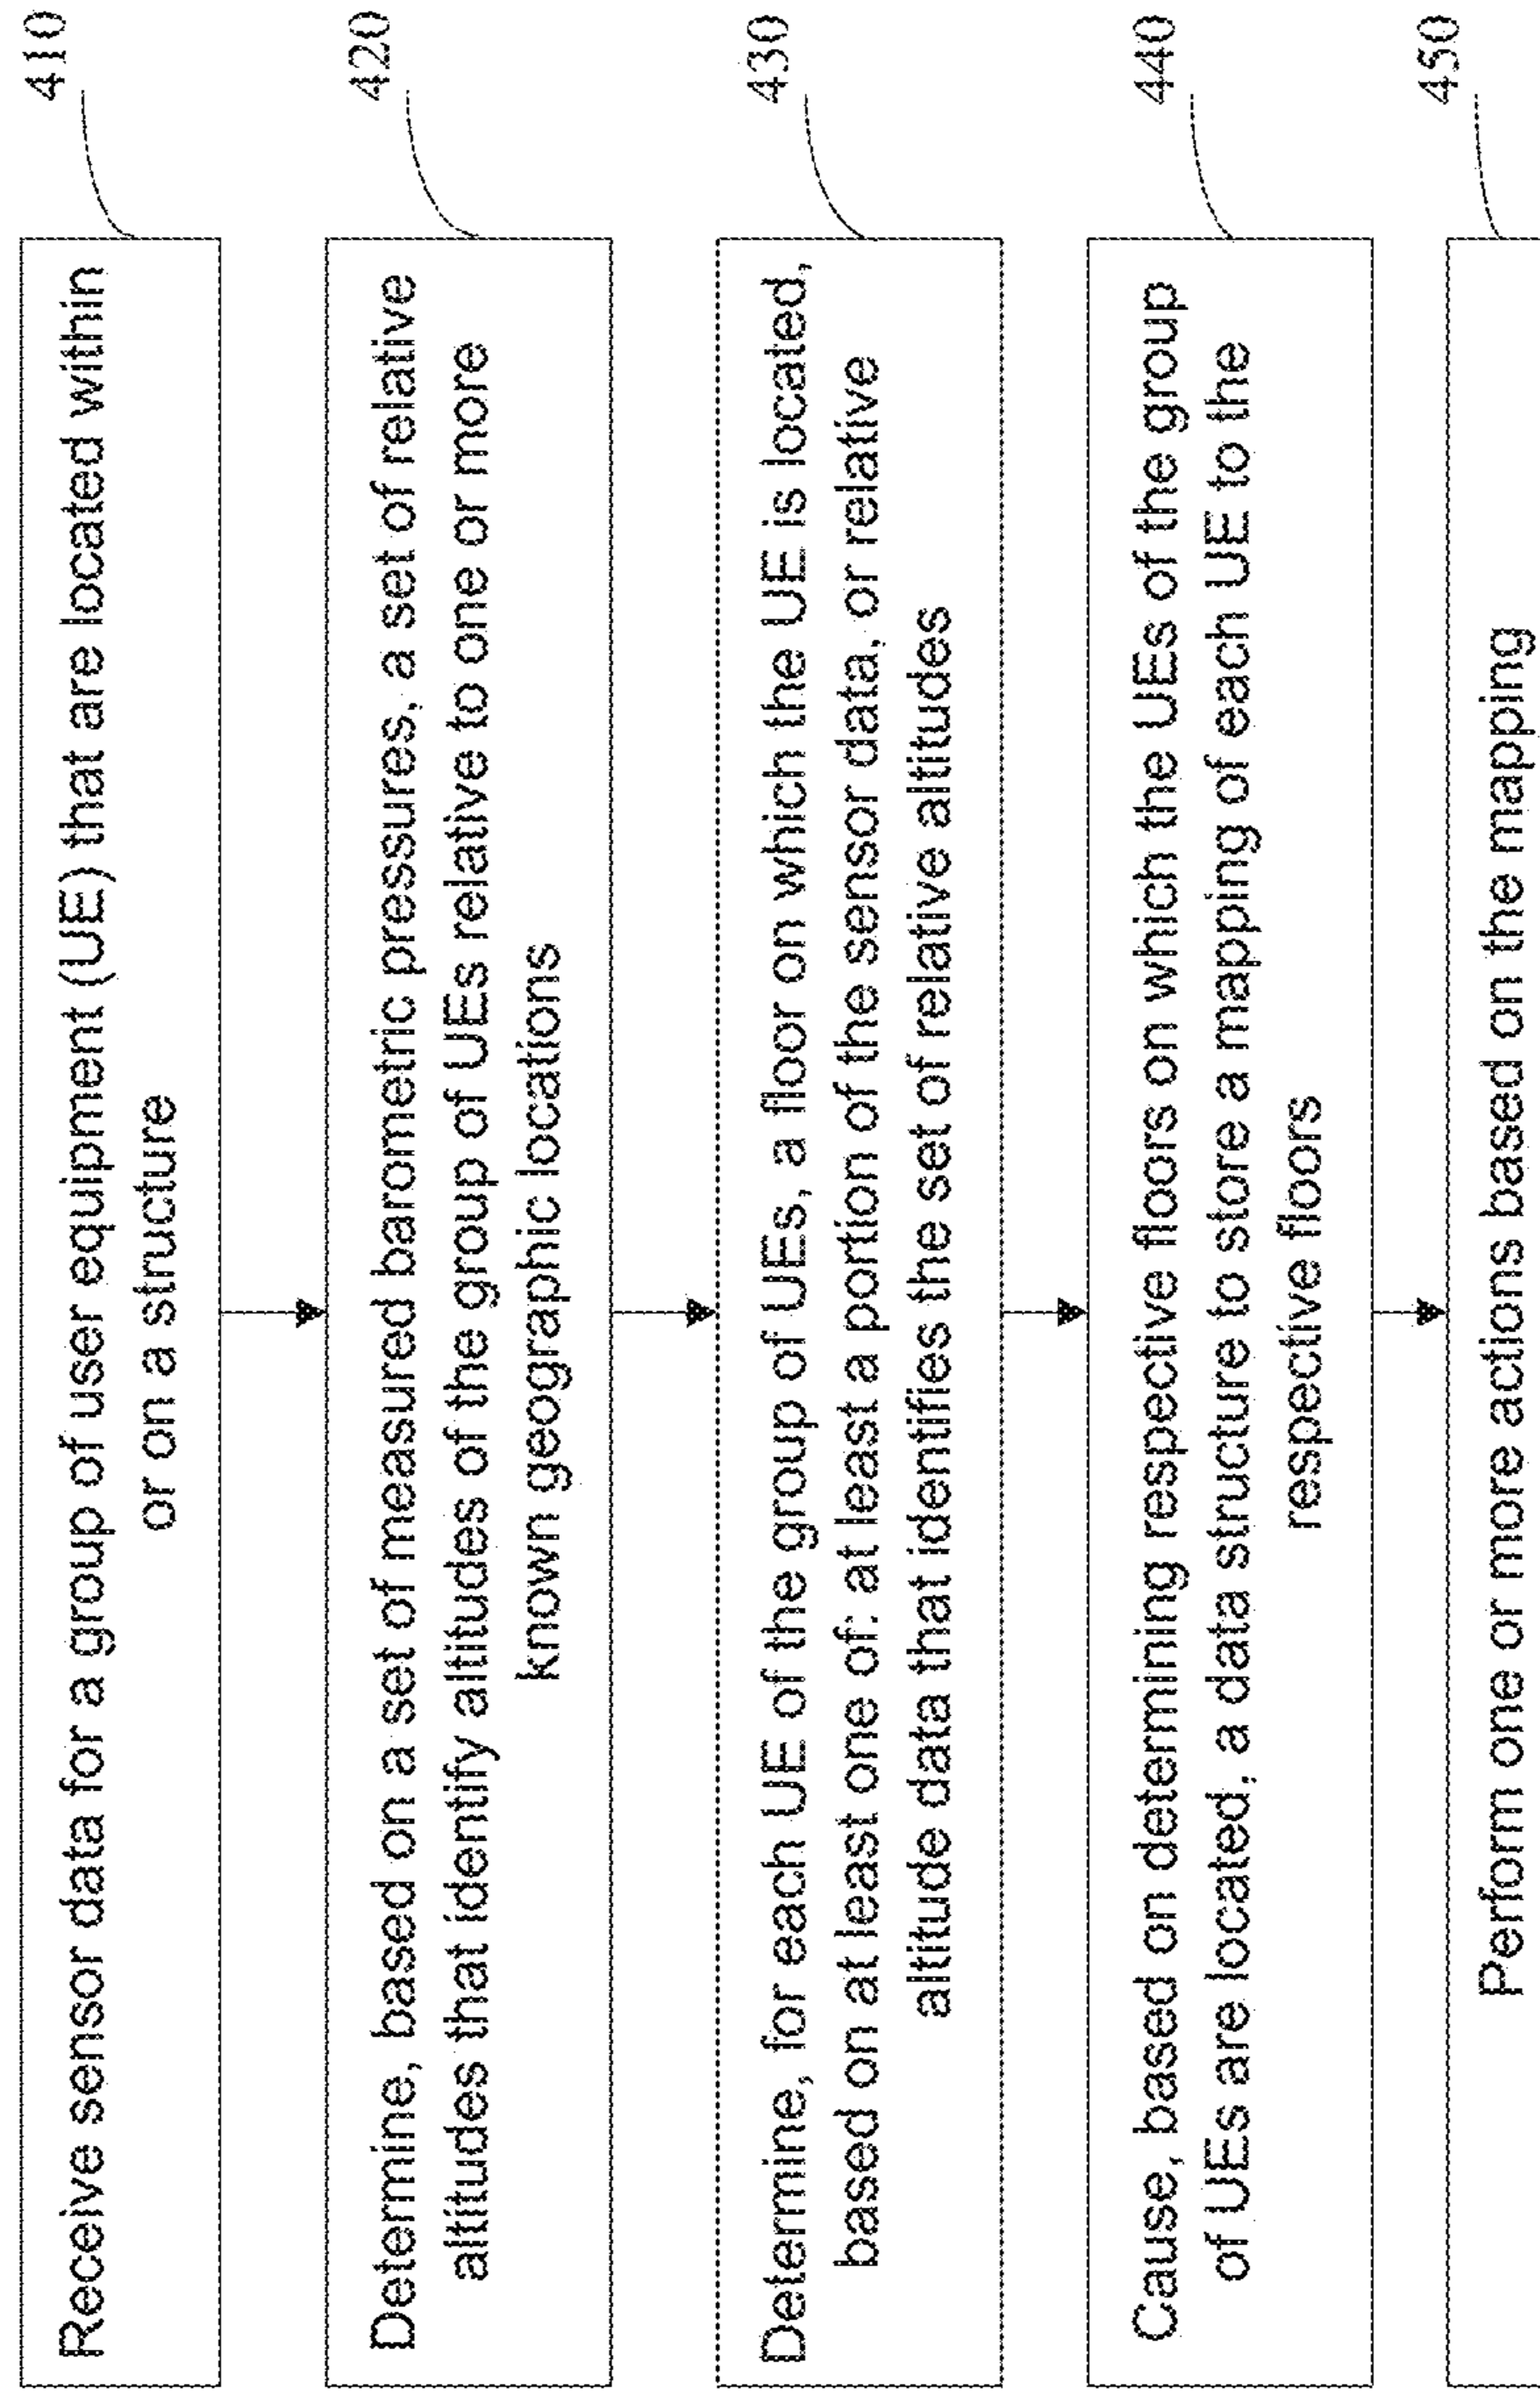 410
Receive sensor data for a group of user equipment (UE) that are located within
or on a structure
420
Determine, based on a set of measured barometric pressures, a set of relative
altitudes that identify altitudes of the group of UEs relative to one or more
known geographic locations
430
Determine, for each UE of the group of UEs, a floor on which the UE is located,
based on at least one of: at least a portion of the sensor data, or relative
altitude data that identifies the set of relative altitudes
440
Cause, based on determining respective floors on which the UEs of the group
of UEs are located, a data structure to store a mapping of each UE to the
respective floors
450
Perform one or more actions based on the mapping